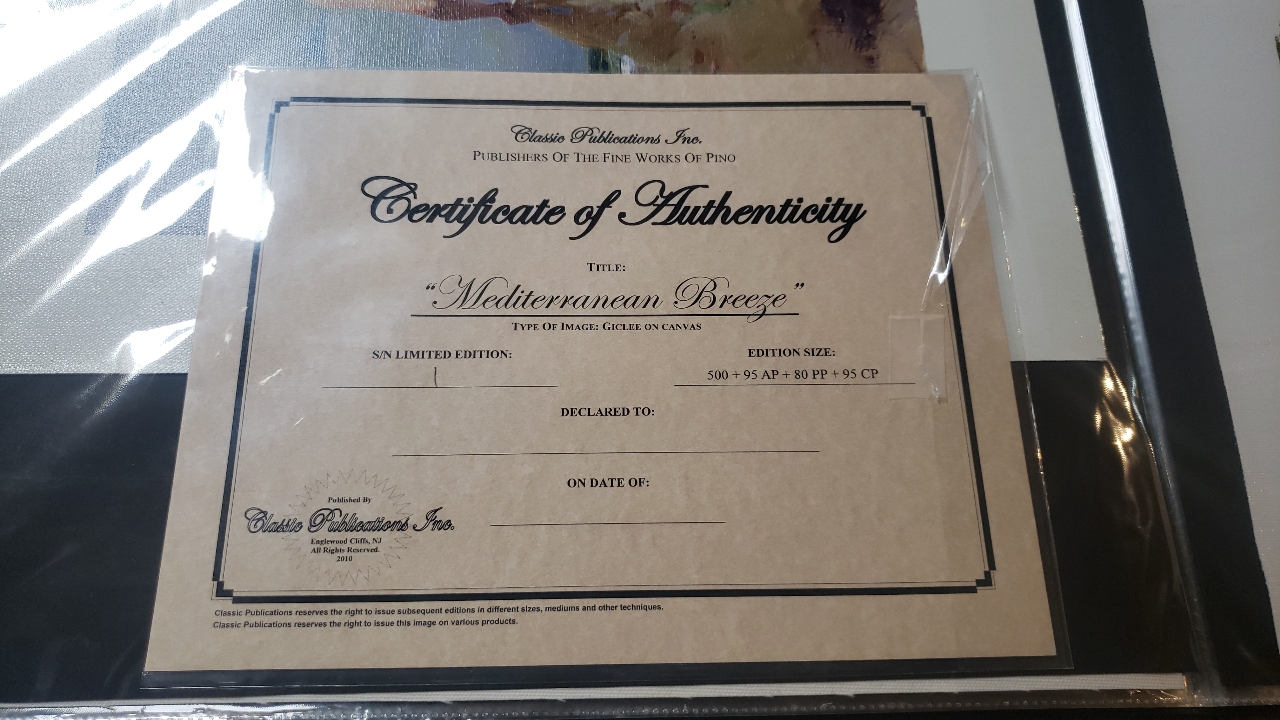 Classic Publications Inc.
Publishers Of The Fine Works Of Pino
Certificate of Authenticity
Title:
"Mediterranean Breeze"
Type Of Image: Giclee on canvas
S/N LIMITED EDITION:
EDITION SIZE:
1
500 + 95 AP + 80 PP + 95 CP
DECLARED TO:
ON DATE OF:
Published By
Classic Publications Inc.
Englewood Cliffs, NJ
All Rights Reserved.
2010
Classic Publications reserves the right to issue subsequent editions in different sizes, mediums and other techniques.
Classic Publications reserves the right to issue this image on various products.